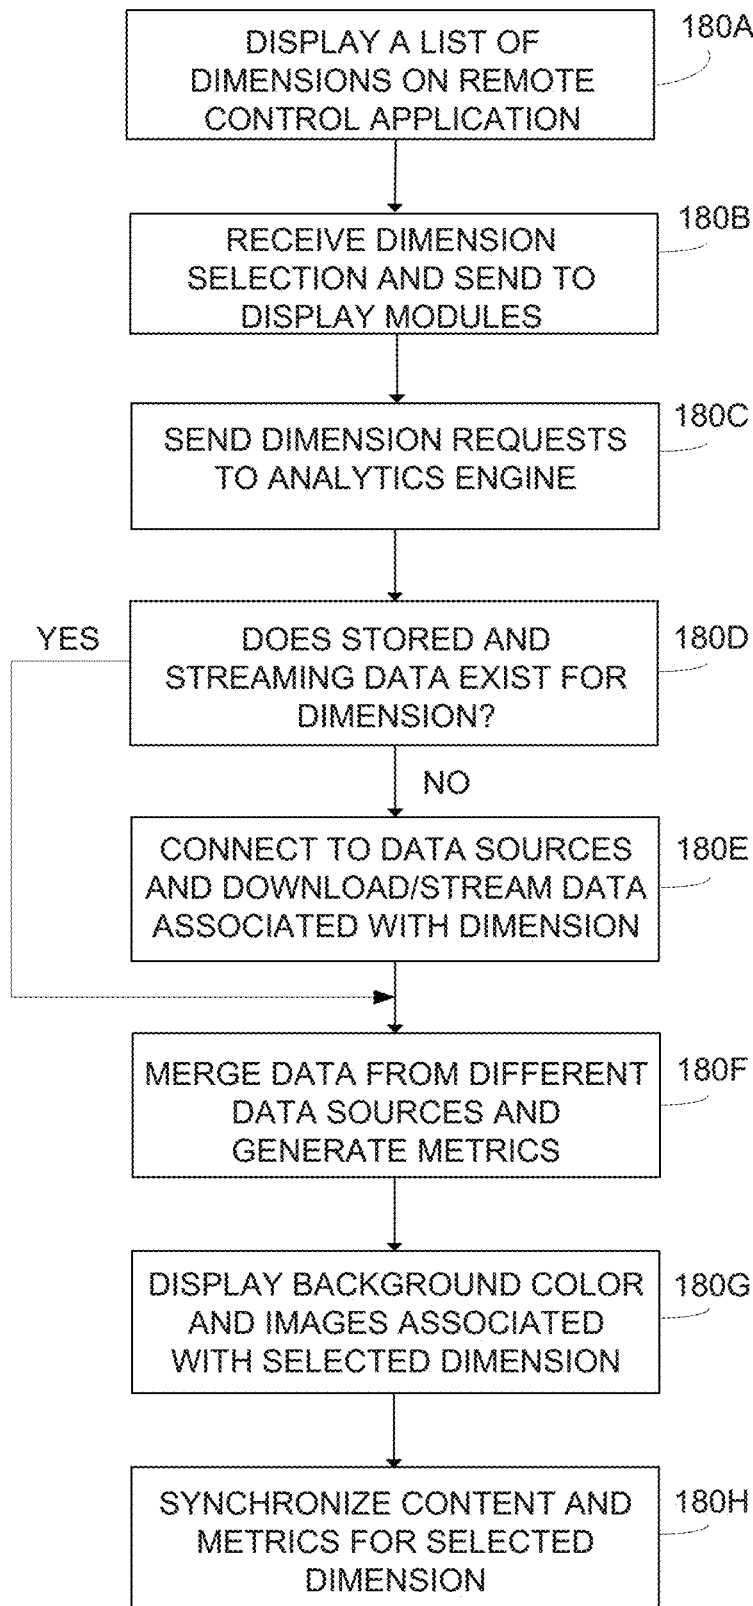 DISPLAY A LIST OF
DIMENSIONS ON REMOTE
CONTROL APPLICATION
180A
RECEIVE DIMENSION
SELECTION AND SEND TO
DISPLAY MODULES
180B
SEND DIMENSION REQUESTS
TO ANALYTICS ENGINE
180C
DOES STORED AND
STREAMING DATA EXIST FOR
DIMENSION?
180D
YES
NO
CONNECT TO DATA SOURCES
AND DOWNLOAD/STREAM DATA
ASSOCIATED WITH DIMENSION
180E
MERGE DATA FROM DIFFERENT
DATA SOURCES AND
GENERATE METRICS
180F
DISPLAY BACKGROUND COLOR
AND IMAGES ASSOCIATED
WITH SELECTED DIMENSION
180G
SYNCHRONIZE CONTENT AND
METRICS FOR SELECTED
DIMENSION
180H